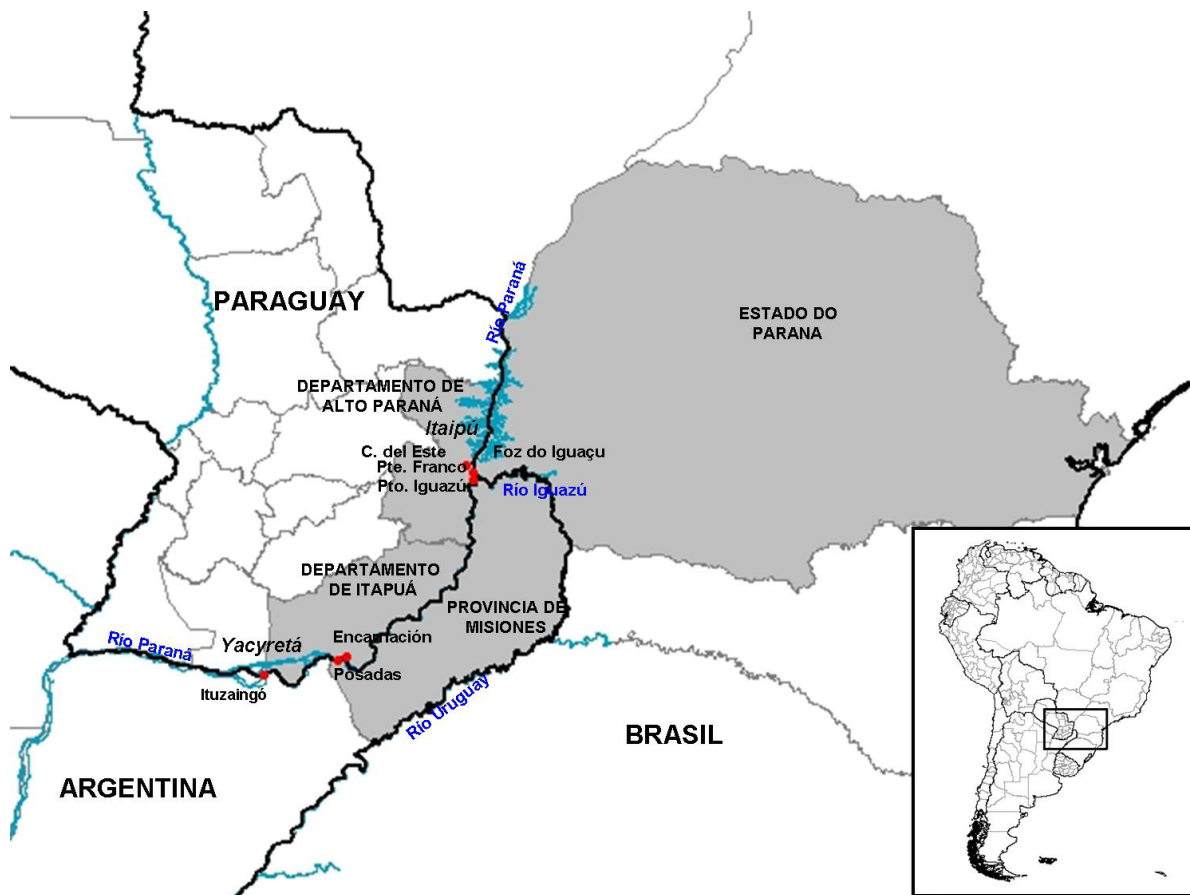 Río Paraná
PARAGUAY
ESTADO DO
PARANA
DEPARTAMENTO DE
ALTO PARANÁ
Itaipú
C. del Este
Foz do Iguaçu
Pte. Franco
Pto. Iguazú
Río Iguazú
DEPARTAMENTO
DE ITAPUÁ
PROVINCIA DE
MISIONES
Encarnación
Río Paraná
Yacyretá
Posadas
Ituzaingó
Río Uruguay
BRASIL
ARGENTINA